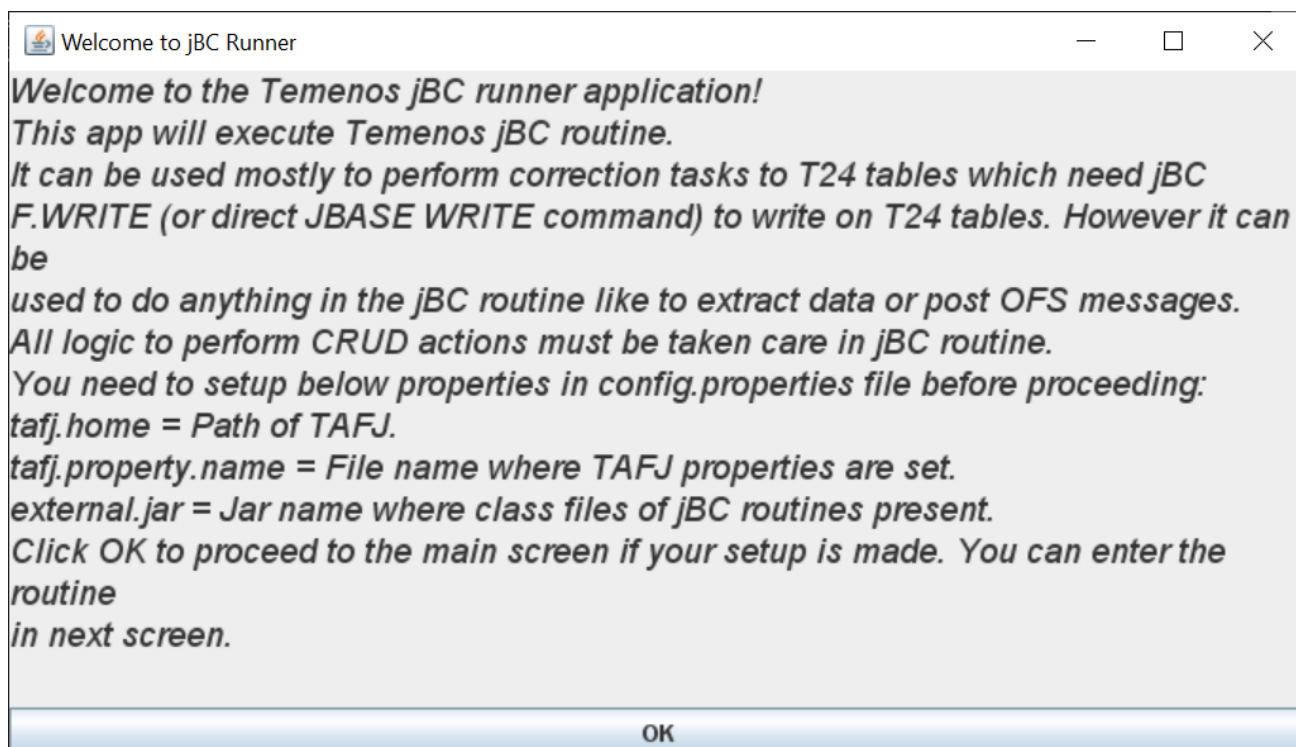 Welcome to jBC Runner
Welcome to the Temenos jBC runner application!
This app will execute Temenos jBC routine.
It can be used mostly to perform correction tasks to T24 tables which need jBC
F.WRITE (or direct JBASE WRITE command) to write on T24 tables. However it can
be
used to do anything in the jBC routine like to extract data or post OFS messages.
All logic to perform CRUD actions must be taken care in jBC routine.
You need to setup below properties in config.properties file before proceeding:
tafj.home = Path of TAFJ.
tafj.property.name = File name where TAFJ properties are set.
external.jar = Jar name where class files of jBC routines present.
Click OK to proceed to the main screen if your setup is made. You can enter the
routine
in next screen.
OK